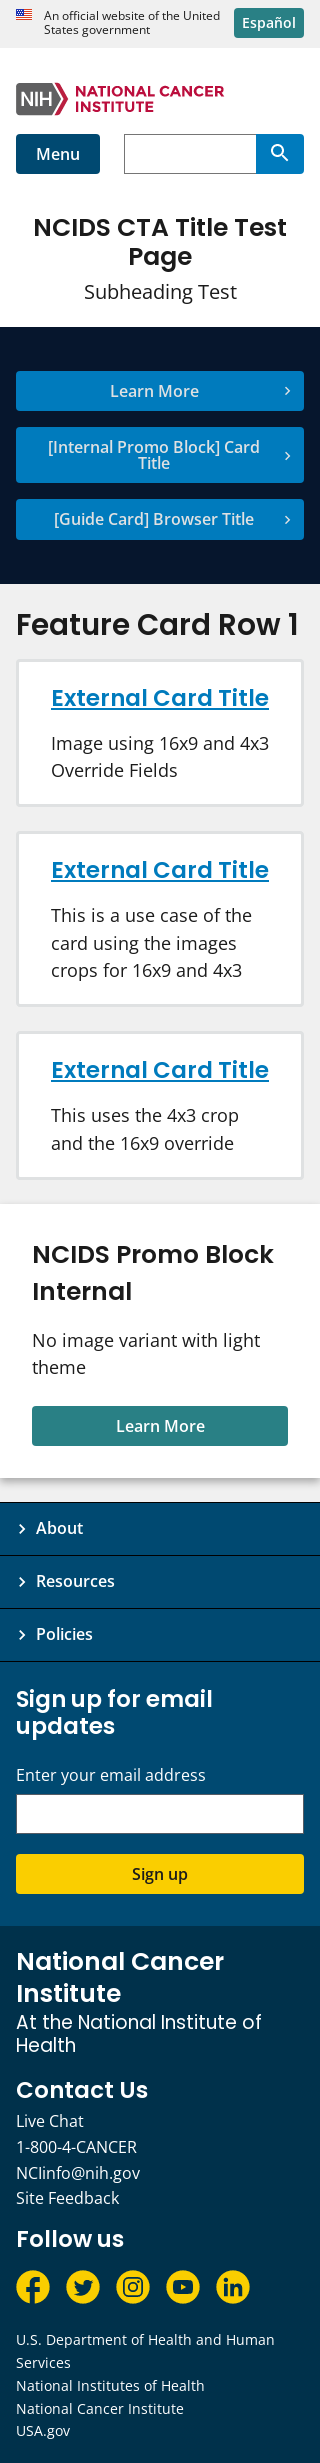 An official website of the United
States government
Español
NIH NATIONAL CANCER
INSTITUTE
Menu
NCIDS CTA Title Test
Page
Subheading Test
Learn More
[Internal Promo Block] Card
Title
[Guide Card] Browser Title
Feature Card Row 1
External Card Title
Image using 16x9 and 4x3
Override Fields
External Card Title
This is a use case of the
card using the images
crops for 16x9 and 4x3
External Card Title
This uses the 4x3 crop
and the 16x9 override
NCIDS Promo Block
Internal
No image variant with light
theme
Learn More
About
Resources
Policies
Sign up for email
updates
Enter your email address
Sign up
National Cancer
Institute
At the National Institute of
Health
Contact Us
Live Chat
1-800-4-CANCER
NCIinfo@nih.gov
Site Feedback
Follow us
U.S. Department of Health and Human
Services
National Institutes of Health
National Cancer Institute
USA.gov